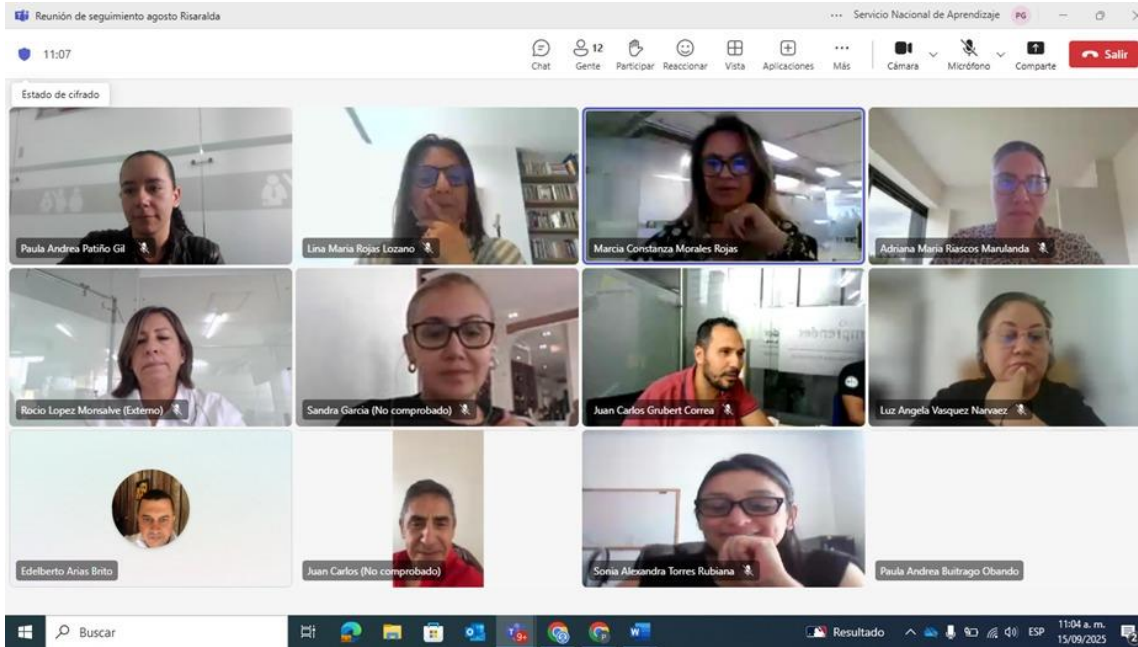 Reunión de seguimiento agosto Risaralda
Servicio Nacional de Aprendizaje
PG
11:07
Chat
12
Gente
Participar
Reaccionar
Vista
Aplicaciones
Más
Cámara
Micrófono
Comparte
Salir
Estado de cifrado
Paula Andrea Patiño Gil
Lina Maria Rojas Lozano
Marcia Constanza Morales Rojas
Adriana Maria Riascos Marulanda
Rocio Lopez Monsalve (Externo)
Sandra Garcia (No comprobado)
Juan Carlos Grubert Correa
Luz Angela Vasquez Narvaez
Edelberto Arias Brito
Juan Carlos (No comprobado)
Sonia Alexandra Torres Rubiana
Paula Andrea Buitrago Obando
Buscar
9+
Resultado
ESP
11:04 a. m.
15/09/2025
2